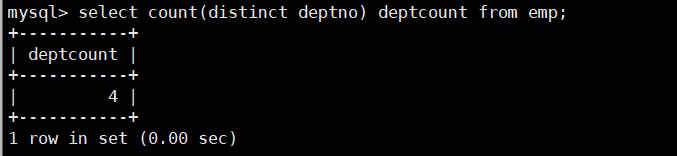 mysql> select count(distinct deptno) deptcount from emp;
+-----------+
| deptcount |
+-----------+
|         4 |
+-----------+
1 row in set (0.00 sec)